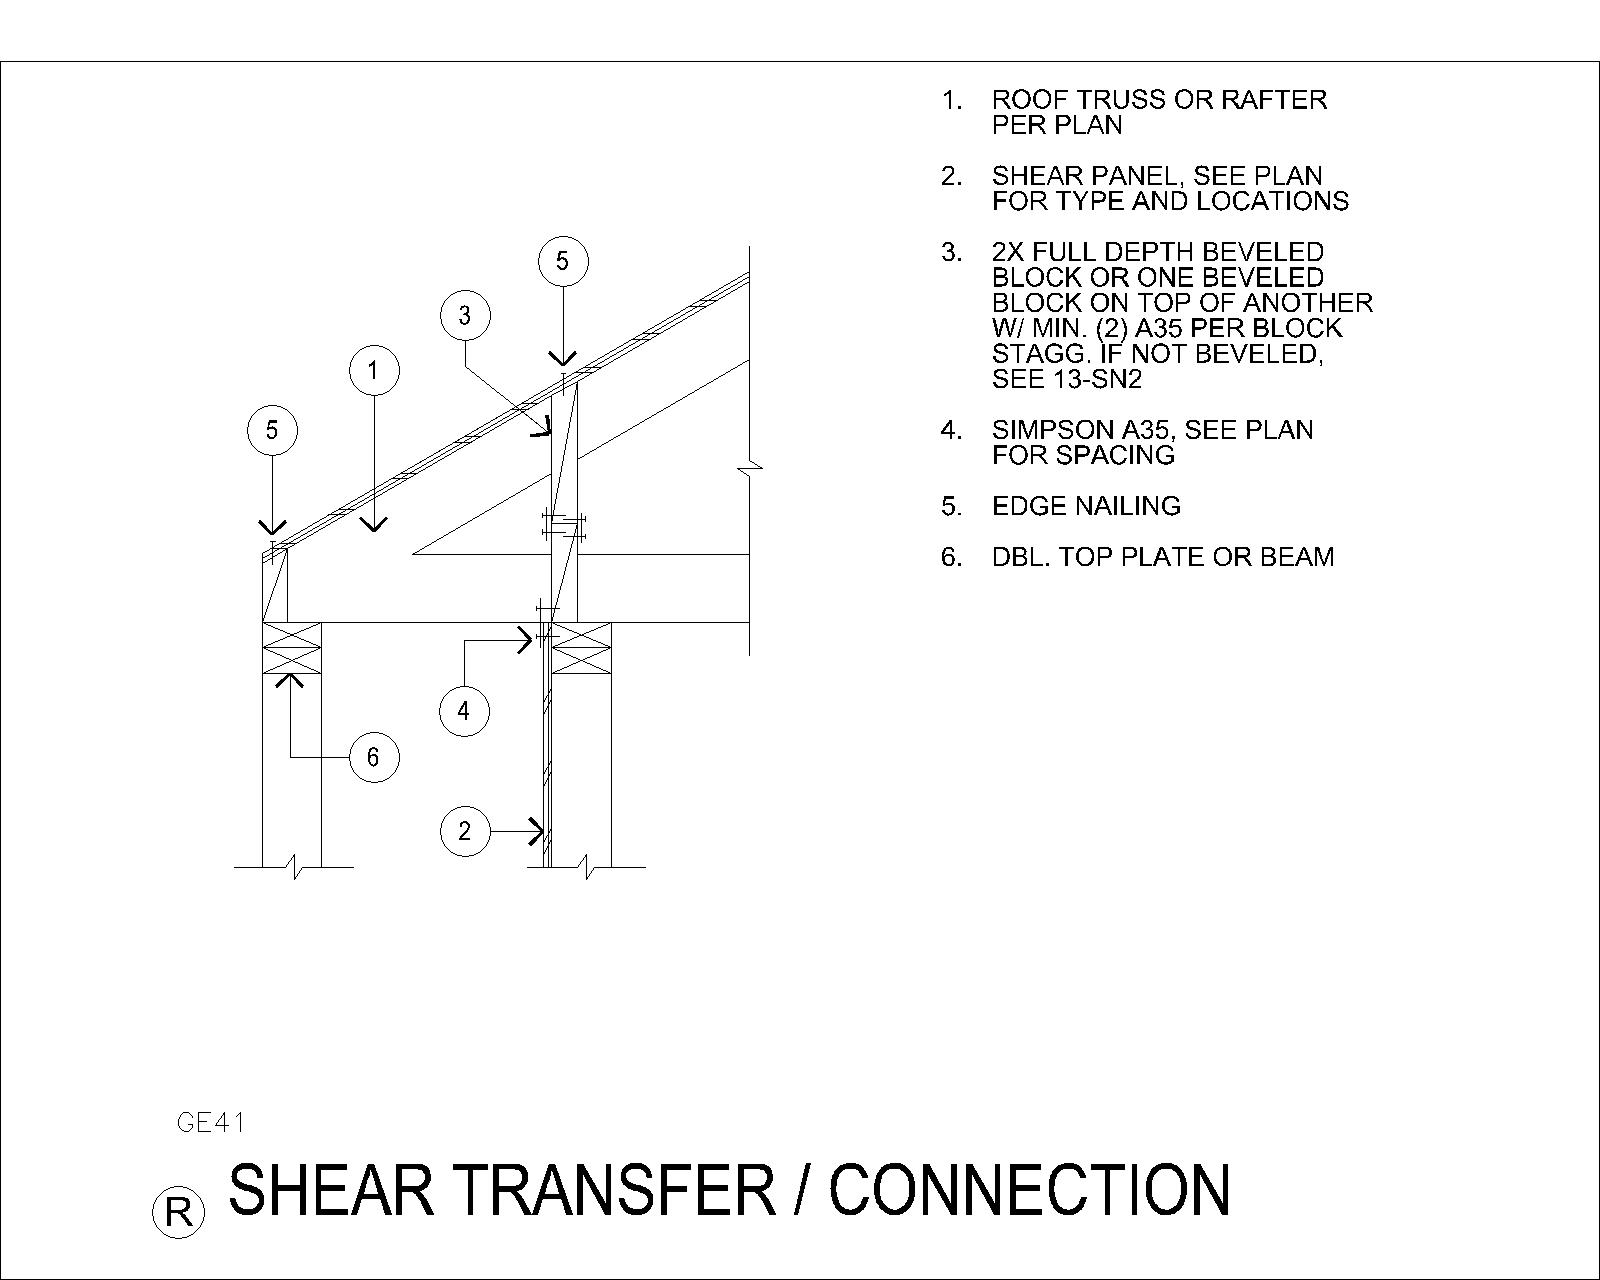 1. ROOF TRUSS OR RAFTER
PER PLAN
2. SHEAR PANEL, SEE PLAN
FOR TYPE AND LOCATIONS
3. 2X FULL DEPTH BEVELED
BLOCK OR ONE BEVELED
BLOCK ON TOP OF ANOTHER
W/ MIN. (2) A35 PER BLOCK
STAGG. IF NOT BEVELED,
SEE 13-SN2
4. SIMPSON A35, SEE PLAN
FOR SPACING
5. EDGE NAILING
6. DBL. TOP PLATE OR BEAM
5
3
1
5
4
6
2
GE41
R SHEAR TRANSFER / CONNECTION